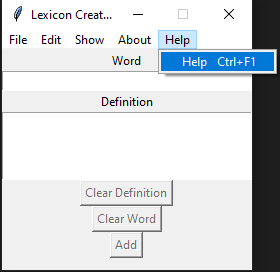 Lexicon Creat...
File Edit Show About Help
Word
Help Ctrl+F1
Definition
Clear Definition
Clear Word
Add